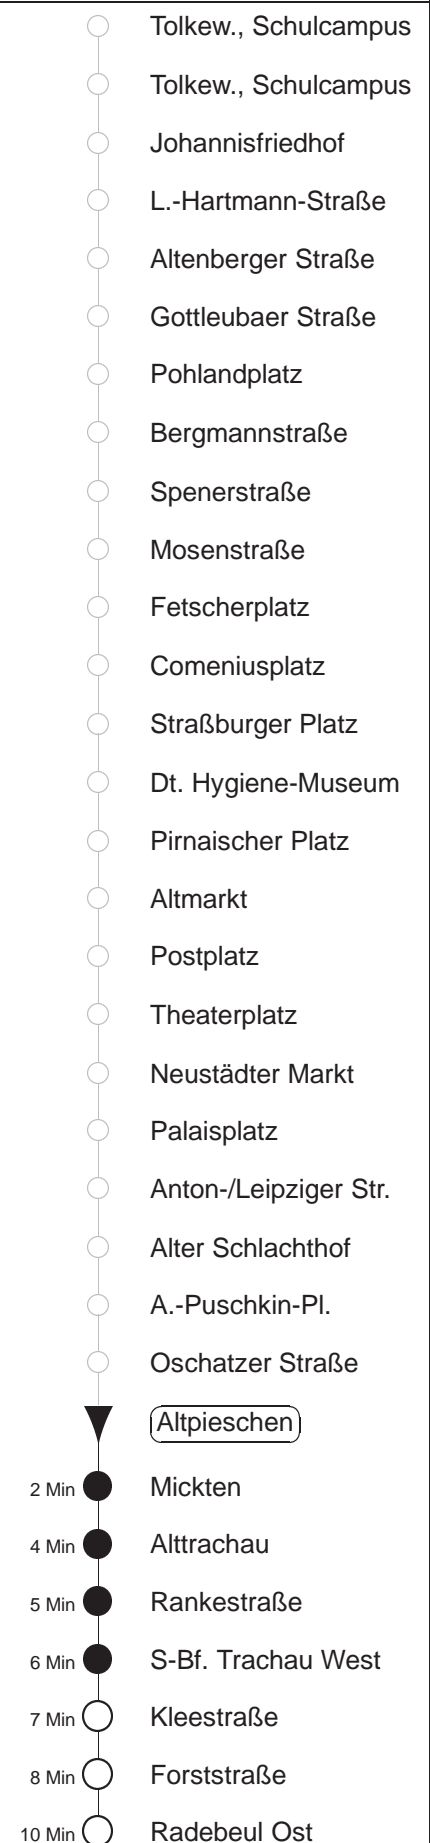 Tolkew., Schulcampus
Tolkew., Schulcampus
Johannisfriedhof
L.-Hartmann-Straße
Altenberger Straße
Gottleubaer Straße
Pohlandplatz
Bergmannstraße
Spenerstraße
Mosenstraße
Fetscherplatz
Comeniusplatz
Straßburger Platz
Dt. Hygiene-Museum
Pirnaischer Platz
Altmarkt
Postplatz
Theaterplatz
Neustädter Markt
Palaisplatz
Anton-/Leipziger Str.
Alter Schlachthof
A.-Puschkin-Pl.
Oschatzer Straße
Altpieschen
2 Min Mickten
4 Min Alttrachau
5 Min Rankestraße
6 Min S-Bf. Trachau West
7 Min Kleestraße
8 Min Forststraße
10 Min Radebeul Ost